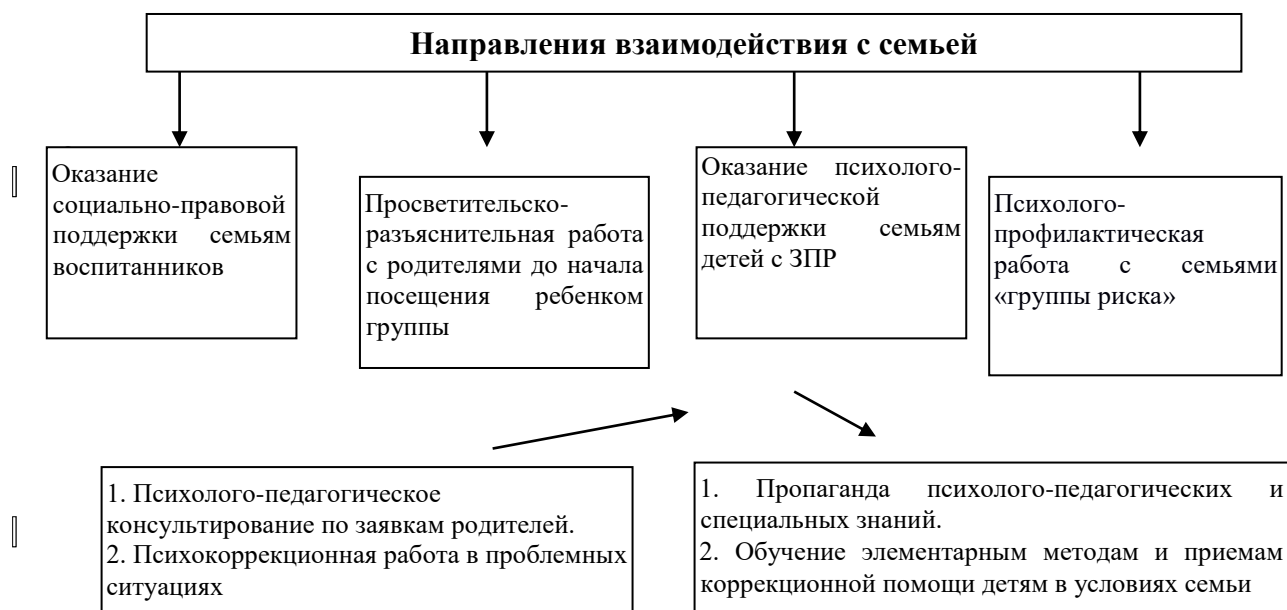 Направления взаимодействия с семьей
Оказание
социально-правовой
поддержки семьям
воспитанников
Просветительско-
разъяснительная работа
с родителями до начала
посещения ребенком
группы
Оказание психолого-
педагогической
поддержки семьям
детей с ЗПР
Психолого-
профилактическая
работа с семьями
«группы риска»
1. Психолого-педагогическое
консультирование по заявкам родителей.
2. Психокоррекционная работа в проблемных
ситуациях
1. Пропаганда психолого-педагогических и
специальных знаний.
2. Обучение элементарным методам и приемам
коррекционной помощи детям в условиях семьи